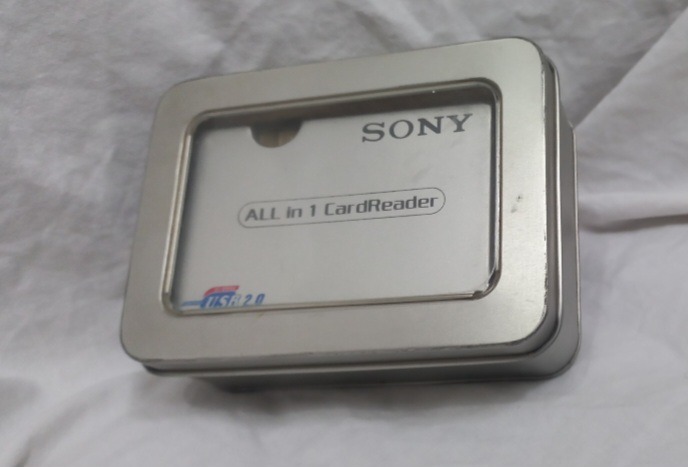 SONY
ALL in 1 CardReader
USB 2.0